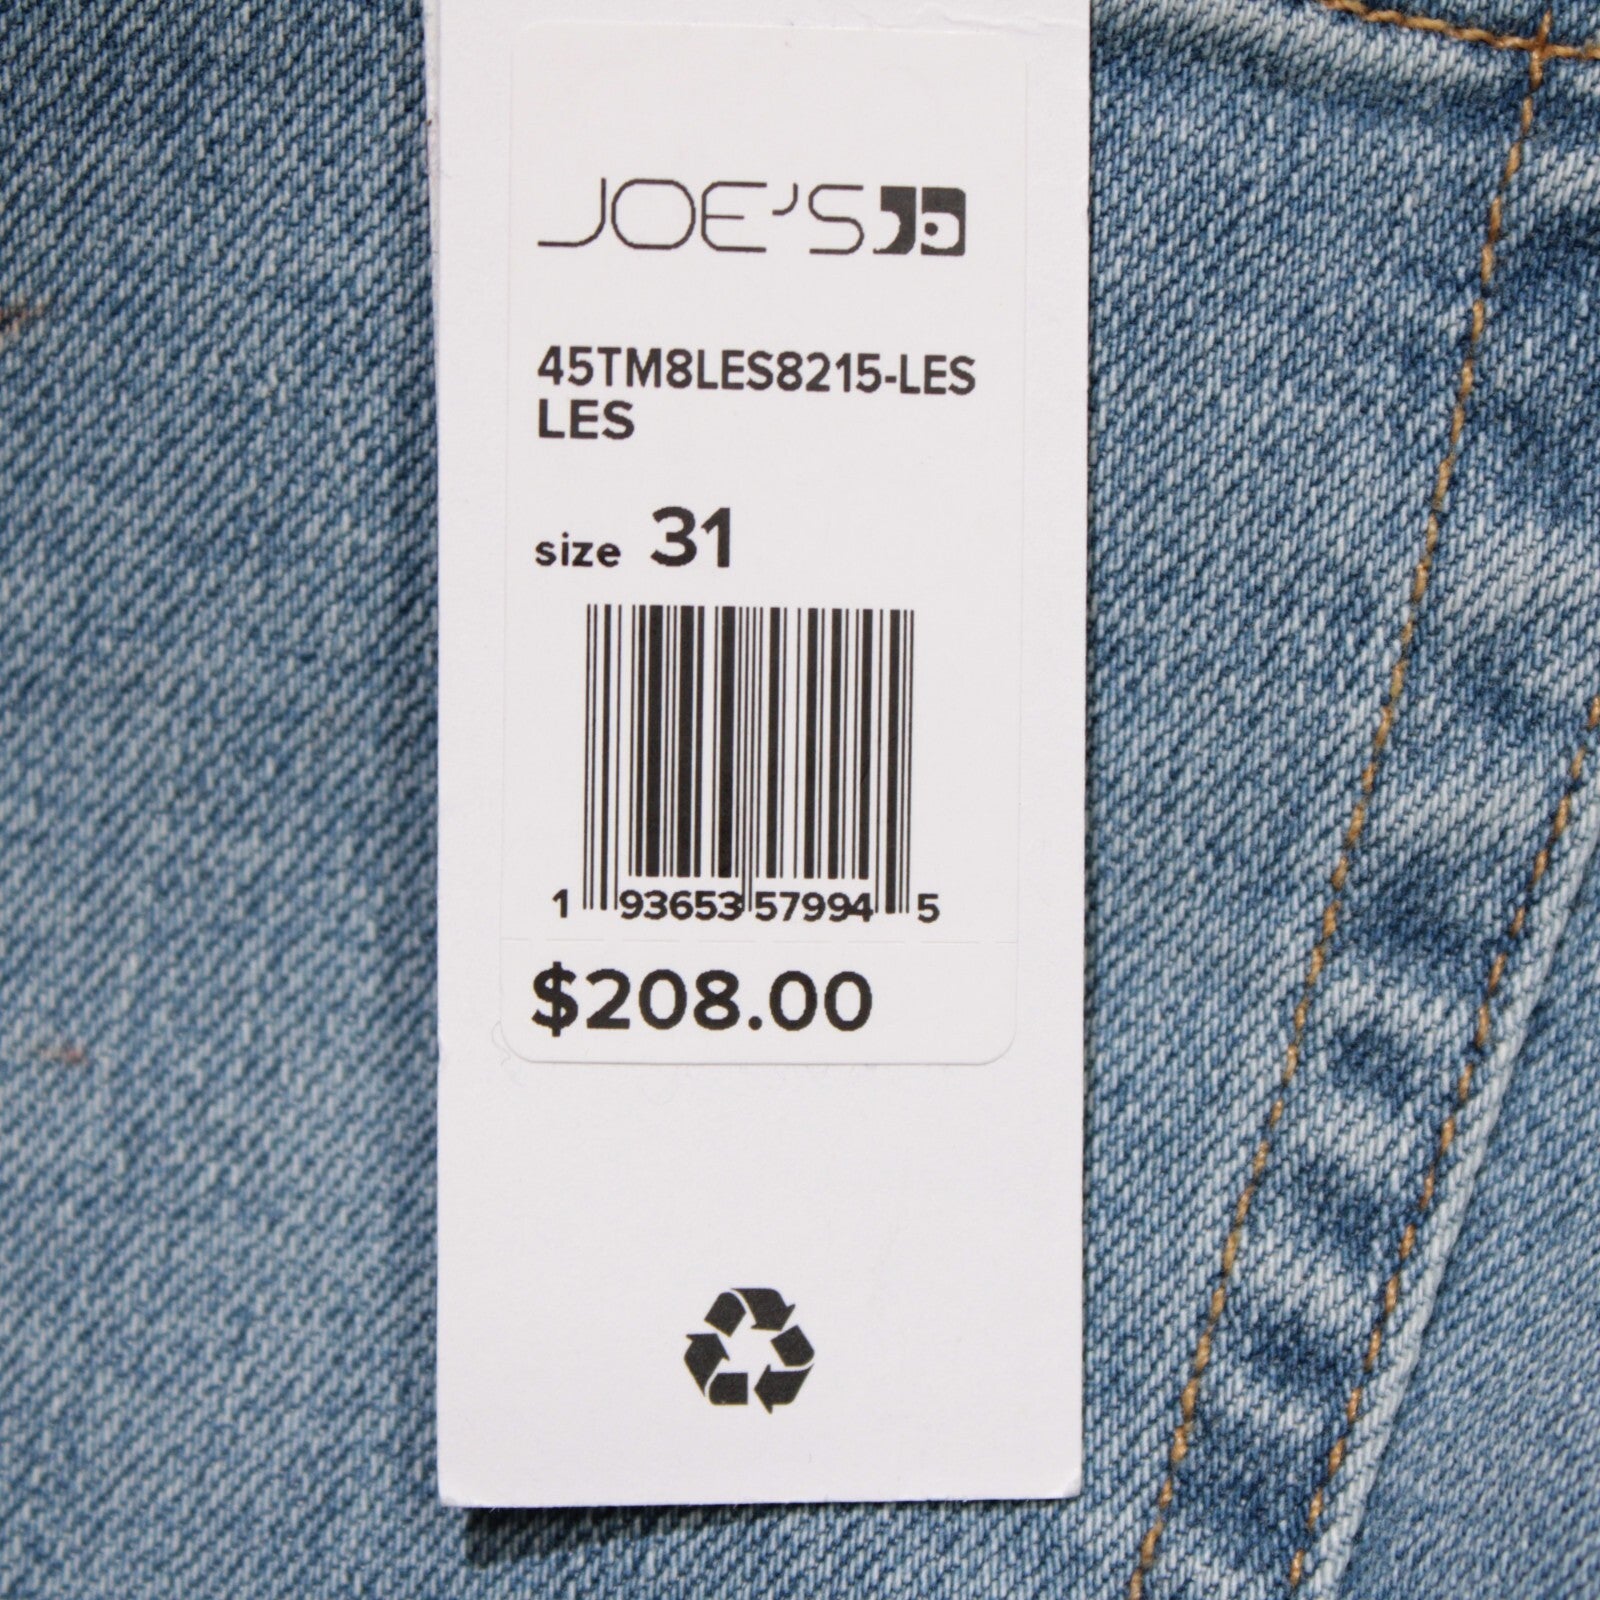 JOE'S
45TM8LES8215-LES
LES
size 31
1 93653 57994 5
$208.00